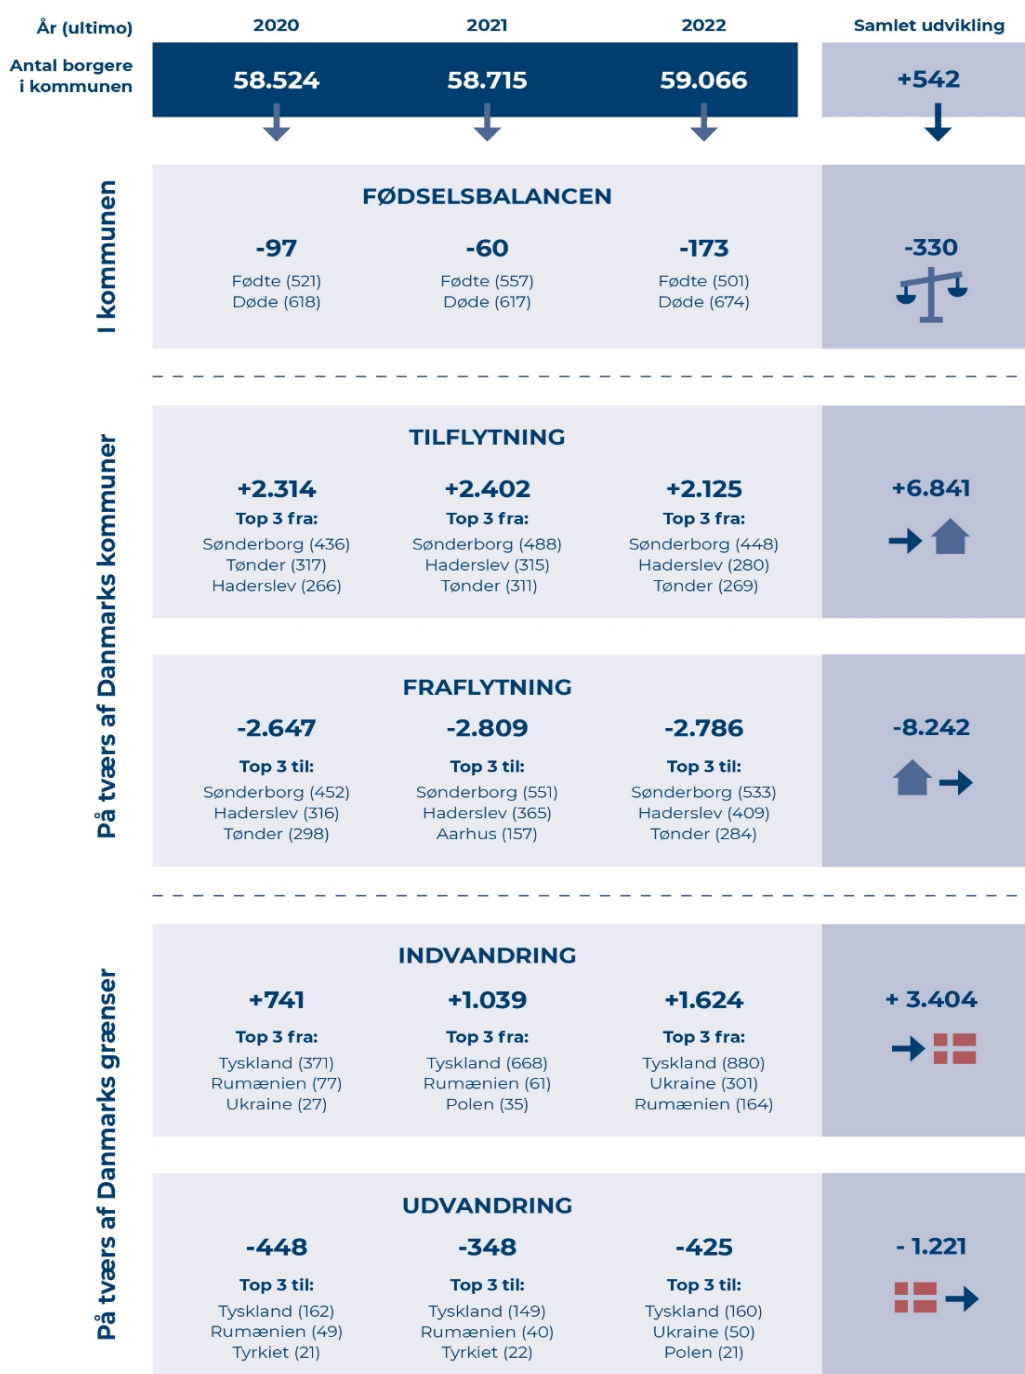 År (ultimo) 2020 2021 2022 Samlet udvikling
Antal borgere
i kommunen
58.524 58.715 59.066 +542
I kommunen
FØDSELSBALANCEN
-97 -60 -173 -330
Fødte (521) Fødte (557) Fødte (501)
Døde (618) Døde (617) Døde (674)
På tværs af Danmarks kommuner
TILFLYTNING
+2.314 +2.402 +2.125 +6.841
Top 3 fra: Top 3 fra: Top 3 fra:
Sønderborg (436) Sønderborg (488) Sønderborg (448)
Tønder (317) Haderslev (315) Haderslev (280)
Haderslev (266) Tønder (311) Tønder (269)
FRAFLYTNING
-2.647 -2.809 -2.786 -8.242
Top 3 til: Top 3 til: Top 3 til:
Sønderborg (452) Sønderborg (551) Sønderborg (533)
Haderslev (316) Haderslev (365) Haderslev (409)
Tønder (298) Aarhus (157) Tønder (284)
På tværs af Danmarks grænser
INDVANDRING
+741 +1.039 +1.624 + 3.404
Top 3 fra: Top 3 fra: Top 3 fra:
Tyskland (371) Tyskland (668) Tyskland (880)
Rumænien (77) Rumænien (61) Ukraine (301)
Ukraine (27) Polen (35) Rumænien (164)
UDVANDRING
-448 -348 -425 - 1.221
Top 3 til: Top 3 til: Top 3 til:
Tyskland (162) Tyskland (149) Tyskland (160)
Rumænien (49) Rumænien (40) Ukraine (50)
Tyrkiet (21) Tyrkiet (22) Polen (21)